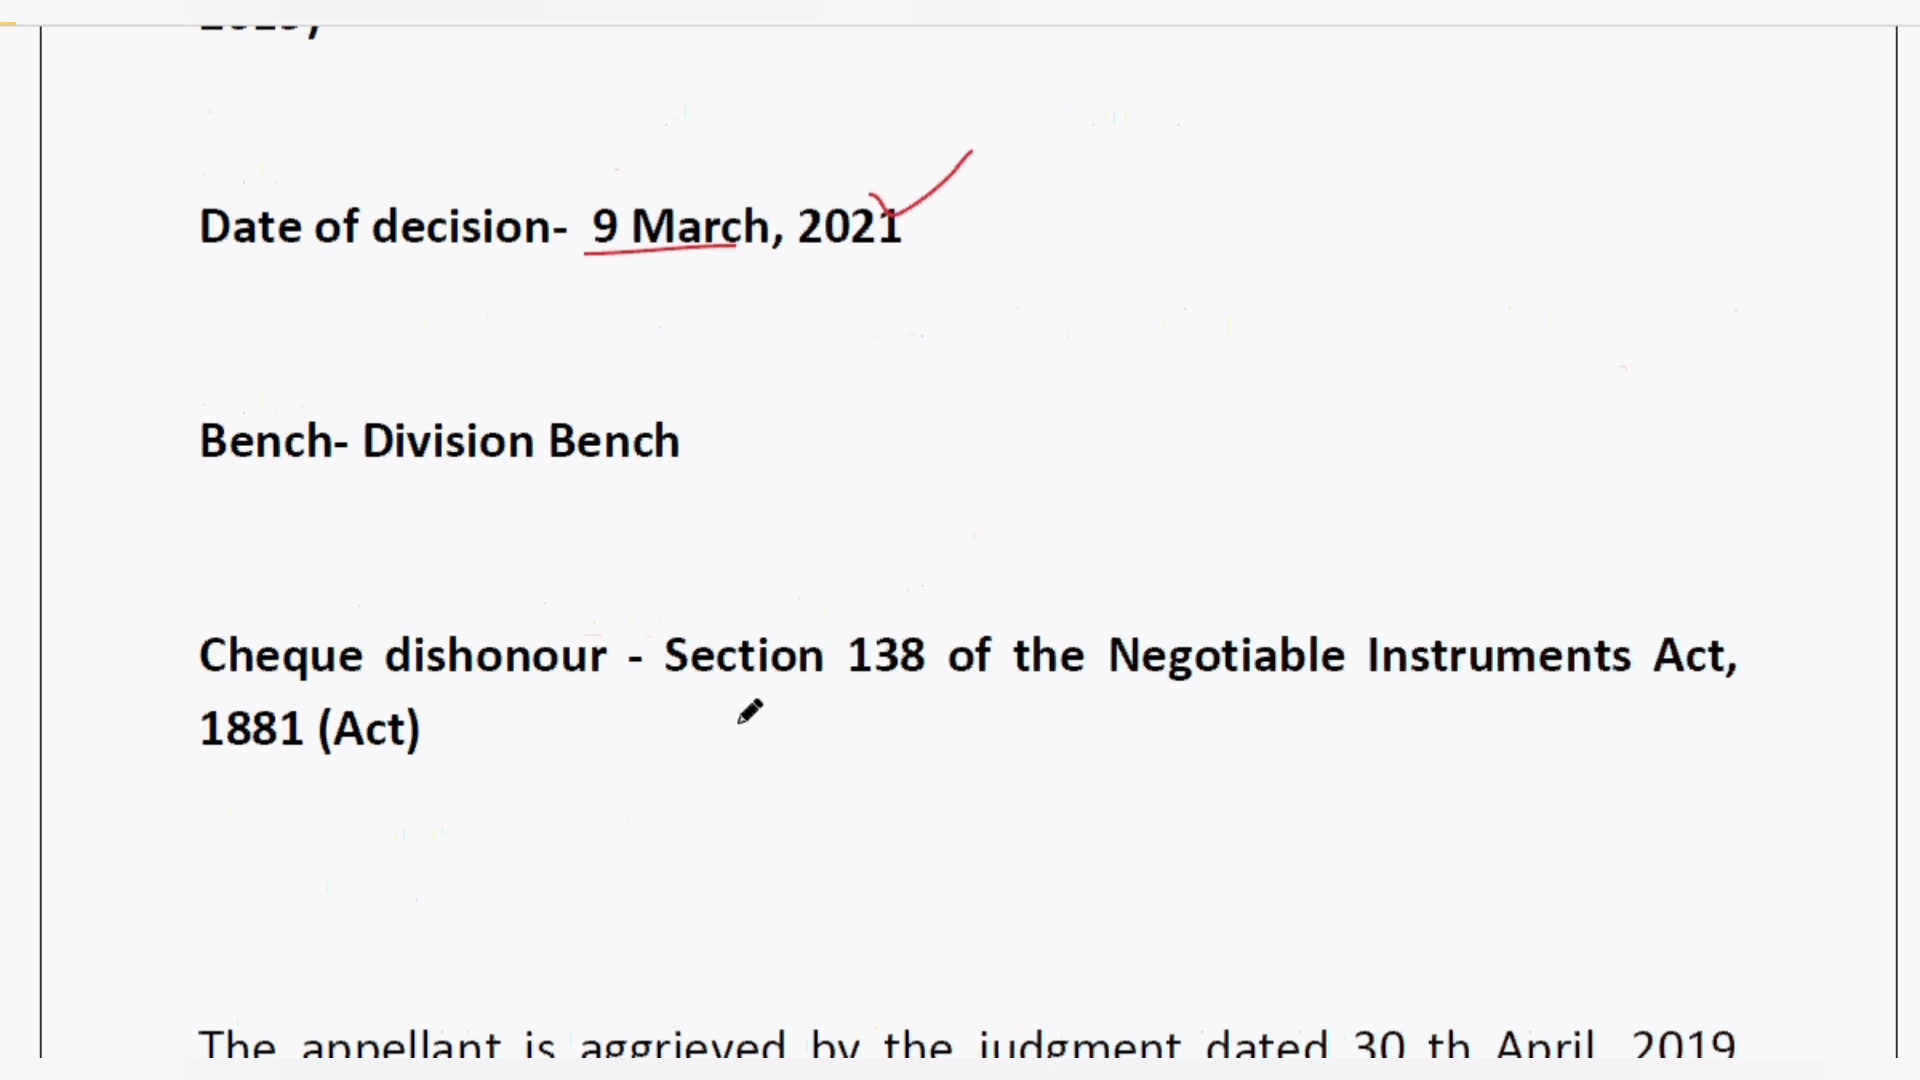 Date of decision- 9 March, 2021
Bench- Division Bench
Cheque dishonour - Section 138 of the Negotiable Instruments Act,
1881 (Act)
The appellant is aggrieved by the judgment dated 30 th April, 2019